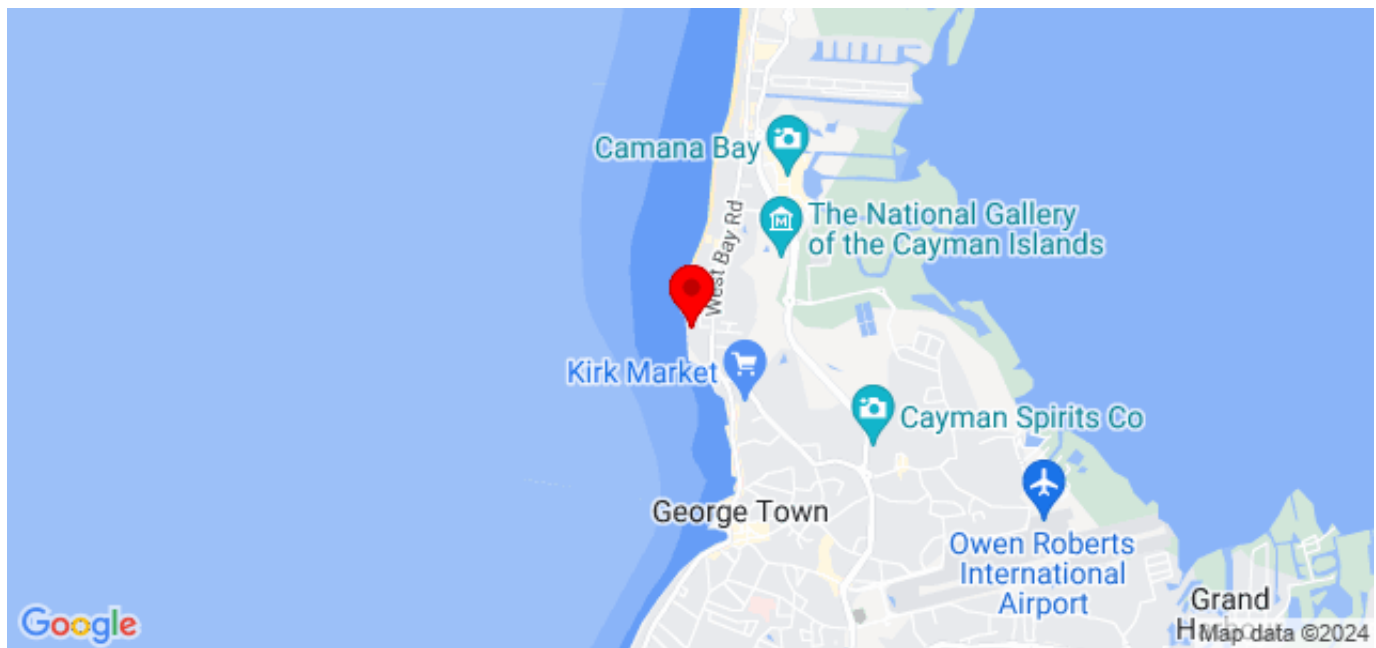 Camana Bay
The National Gallery
of the Cayman Islands
West Bay Rd
Kirk Market
Cayman Spirits Co
George Town
Owen Roberts
International
Airport
Grand
Google
Map data ©2024